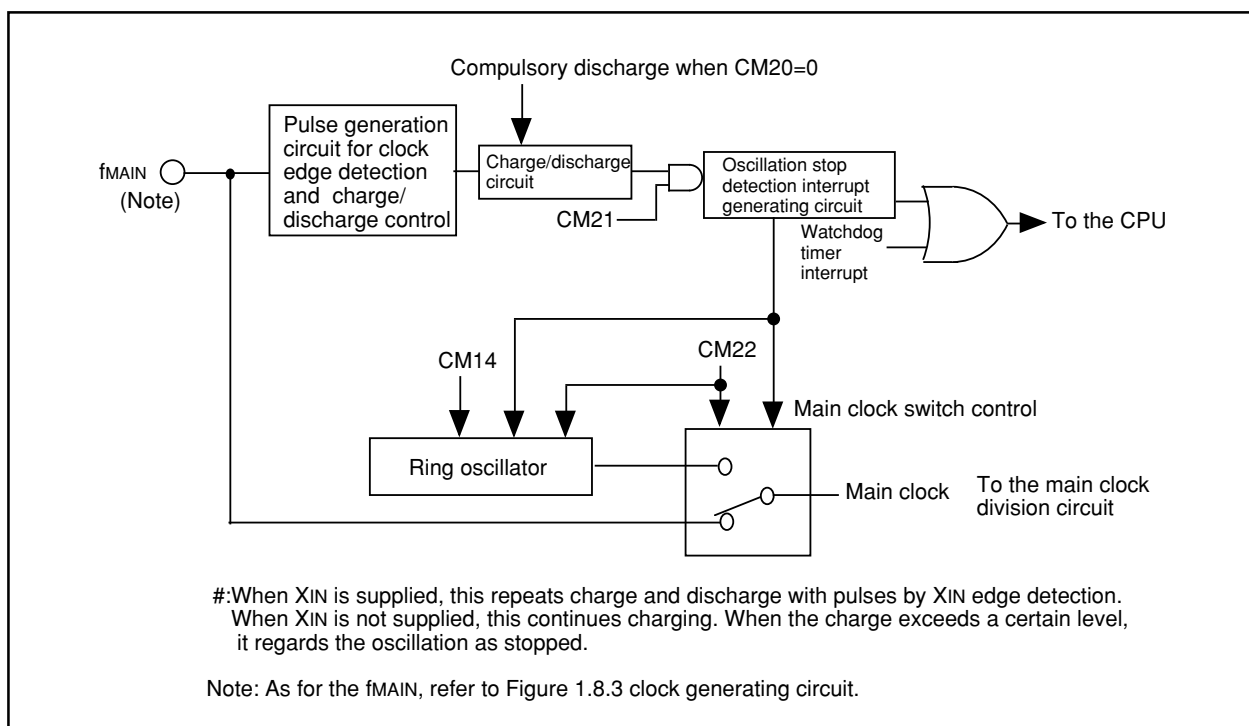 Compulsory discharge when CM20=0
Pulse generation
circuit for clock
edge detection
and charge/
discharge control
fMAIN
(Note)
Charge/discharge
circuit
CM21
Oscillation stop
detection interrupt
generating circuit
Watchdog
timer
interrupt
To the CPU
CM14
CM22
Main clock switch control
Ring oscillator
Main clock
To the main clock
division circuit
#:When XIN is supplied, this repeats charge and discharge with pulses by XIN edge detection.
When XIN is not supplied, this continues charging. When the charge exceeds a certain level,
it regards the oscillation as stopped.
Note: As for the fMAIN, refer to Figure 1.8.3 clock generating circuit.